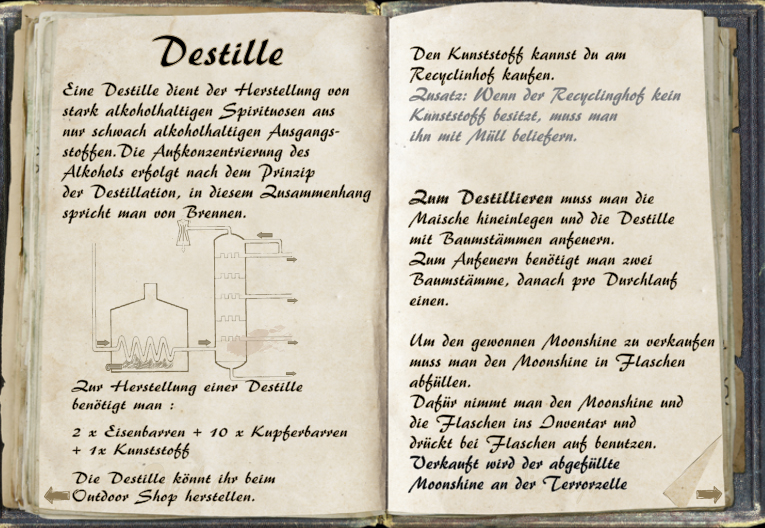 Destille
Eine Destille dient der Herstellung von
stark alkoholhaltigen Spirituosen aus
nur schwach alkoholhaltigen Ausgangs-
stoffen.Die Aufkonzentrierung des
Alkohols erfolgt nach dem Prinzip
der Destillation, in diesem Zusammenhang
spricht man von Brennen.
Zur Herstellung einer Destille
benötigt man :
2 x Eisenbarren + 10 x Kupferbarren
+ 1x Kunststoff
Die Destille könnt ihr beim
Outdoor Shop herstellen.
Den Kunststoff kannst du am
Recyclinhof kaufen.
Zusatz: Wenn der Recyclinghof kein
Kunststoff besitzt, muss man
ihn mit Müll beliefern.
Zum Destillieren muss man die
Maische hineinlegen und die Destille
mit Baumstämmen anfeuern.
Zum Anfeuern benötigt man zwei
Baumstämme, danach pro Durchlauf
einen.
Um den gewonnen Moonshine zu verkaufen
muss man den Moonshine in Flaschen
abfüllen.
Dafür nimmt man den Moonshine und
die Flaschen ins Inventar und
drückt bei Flaschen auf benutzen.
Verkauft wird der abgefüllte
Moonshine an der Terrorzelle